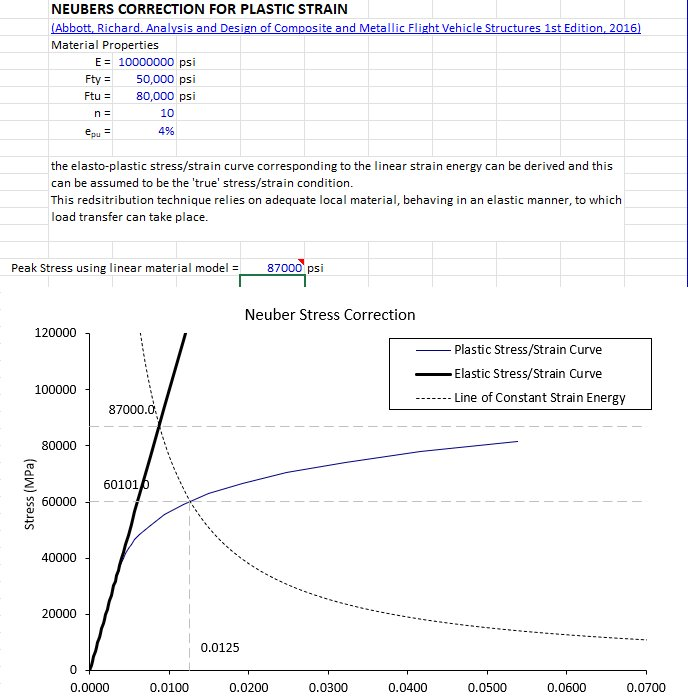 NEUBERS CORRECTION FOR PLASTIC STRAIN
(Abbott, Richard. Analysis and Design of Composite and Metallic Flight Vehicle Structures 1st Edition, 2016)
Material Properties
E = 10000000 psi
Fty = 50,000 psi
Ftu = 80,000 psi
n = 10
epu = 4%
the elasto-plastic stress/strain curve corresponding to the linear strain energy can be derived and this
can be assumed to be the 'true' stress/strain condition.
This redsitribution technique relies on adequate local material, behaving in an elastic manner, to which
load transfer can take place.
Peak Stress using linear material model = 87000 psi
Neuber Stress Correction
Plastic Stress/Strain Curve
Elastic Stress/Strain Curve
Line of Constant Strain Energy
Stress (MPa)
120000
100000
80000
60000
40000
20000
0
87000.0
60101.0
0.0125
0.0000 0.0100 0.0200 0.0300 0.0400 0.0500 0.0600 0.0700